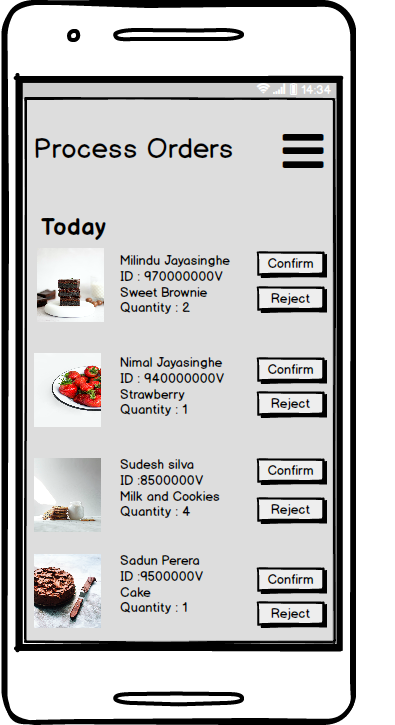 14:34
Process Orders
Today
Milindu Jayasinghe
ID : 970000000V
Sweet Brownie
Quantity : 2
Confirm
Reject
Nimal Jayasinghe
ID : 940000000V
Strawberry
Quantity : 1
Confirm
Reject
Sudesh silva
ID :8500000V
Milk and Cookies
Quantity : 4
Confirm
Reject
Sadun Perera
ID :9500000V
Cake
Quantity : 1
Confirm
Reject